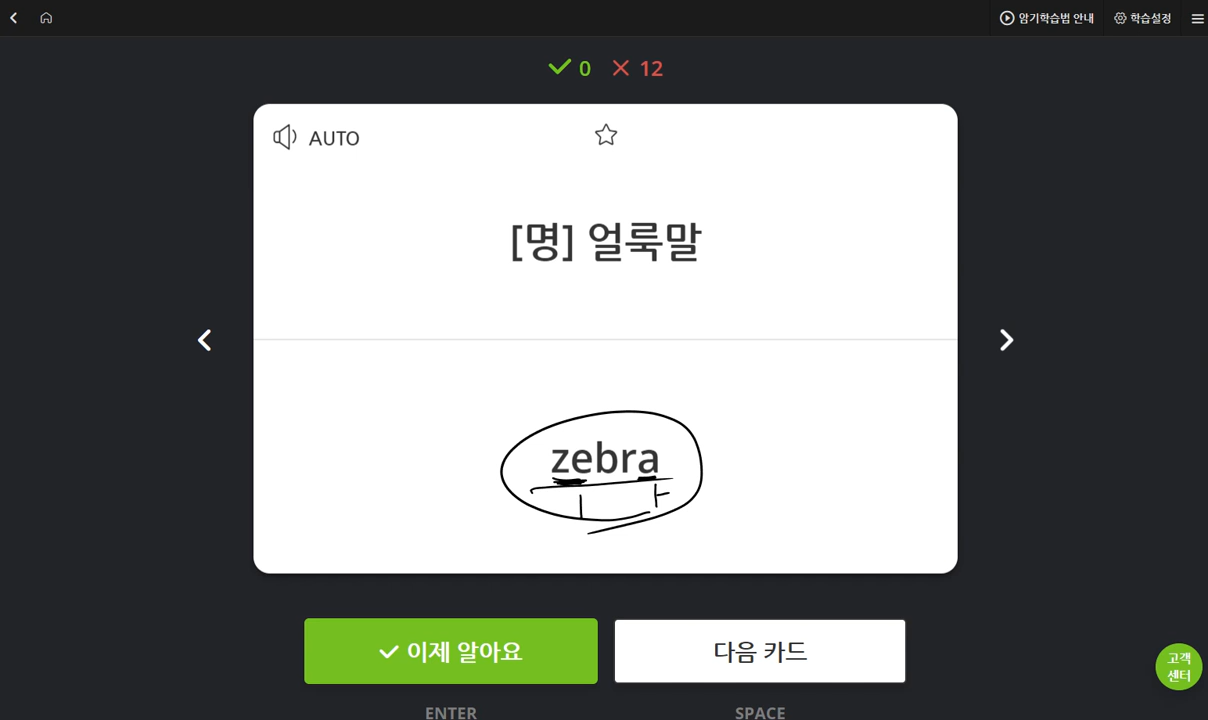 암기학습법 안내 학습설정
0 12
AUTO
[명] 얼룩말
zebra
ㅣ ㅏ
이제 알아요 다음 카드
고객
센터
ENTER SPACE